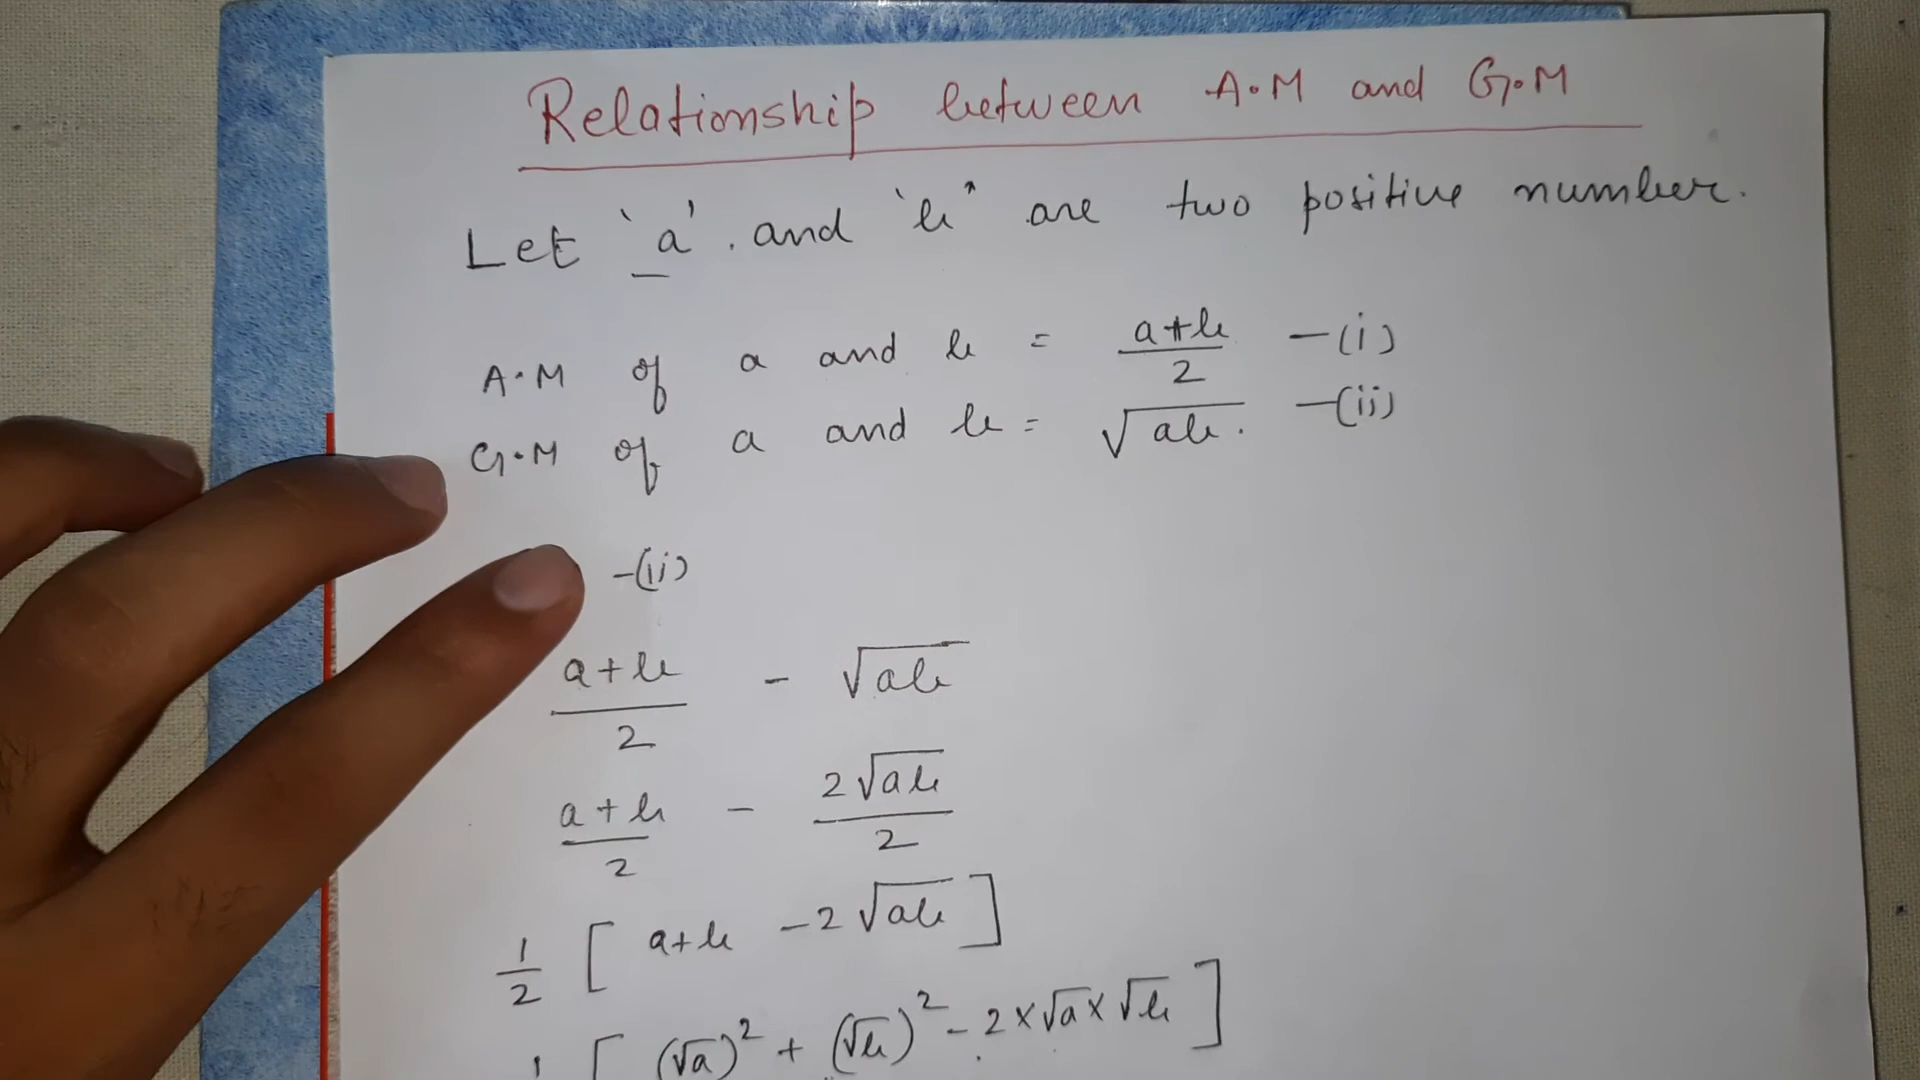 Relationship between A.M and G.M
Let 'a'. and 'b" are two positive number.
A.M of a and b = a+b/2 -(i)
G.M of a and b = √ab. -(ii)
-(ii)
a+b/2 - √ab
a+b/2 - 2√ab/2
1/2 [ a+b - 2√ab ]
[ (√a)² + (√b)² - 2×√a×√b ]